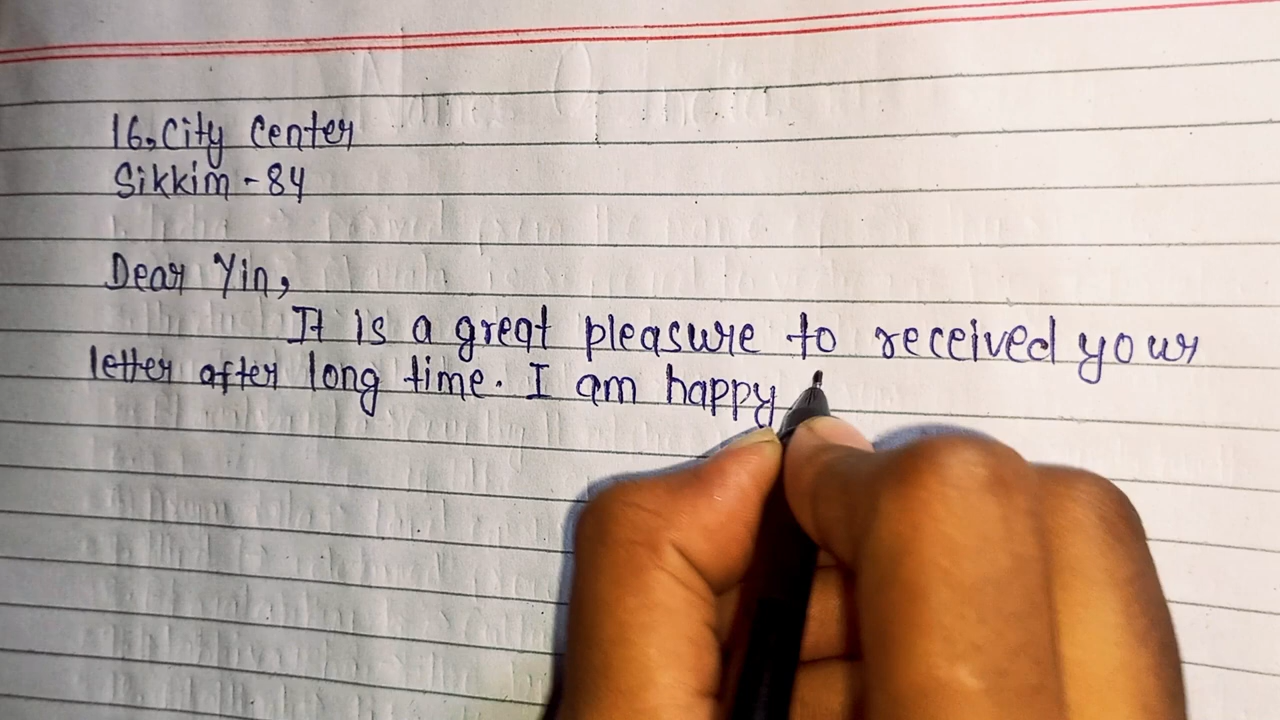 16, City Center
Sikkim - 84
Dear Yin,
It is a great pleasure to received your
letter after long time. I am happy